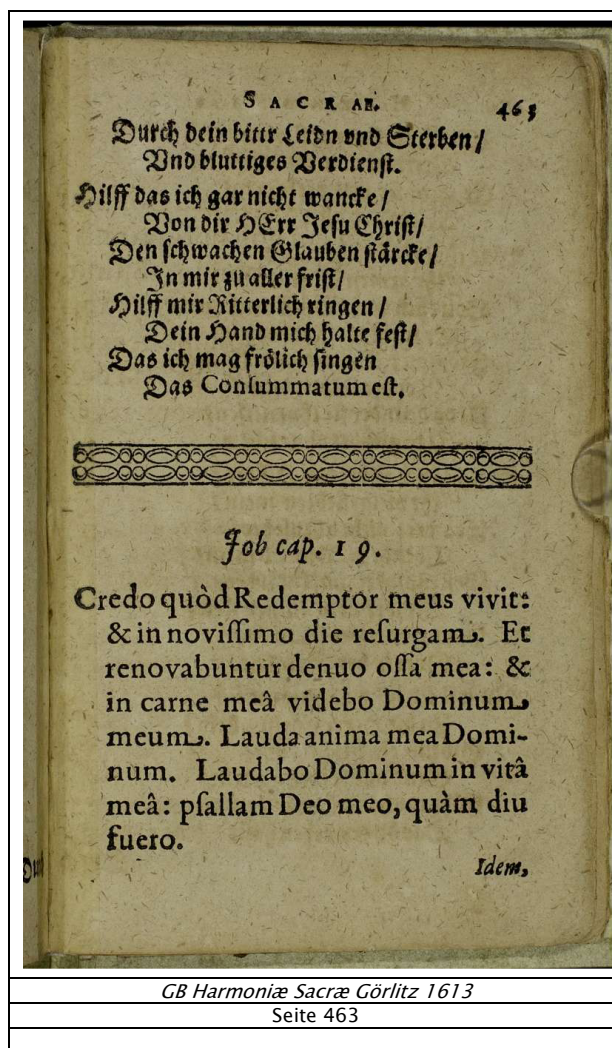 SACRAE.
463
Durch dein bittr Leidn vnd Sterben /
Vnd bluttiges Verdienst.
Hilff das ich gar nicht wancke /
Von dir HErr Jesu Christ /
Den schwachen Glauben stärcke /
In mir zu aller frist /
Hilff mir Ritterlich ringen /
Dein Hand mich halte fest /
Das ich mag frölich singen
Das Consummatum est.
Job cap. 19.
Credo quòd Redemptor meus vivit:
& in novissimo die resurgam. Et
renovabuntur denuo ossa mea: &
in carne meâ videbo Dominum
meum. Lauda anima mea Domi-
num. Laudabo Dominum in vitâ
meâ: psallam Deo meo, quàm diu
fuero.
Idem,
GB Harmoniæ Sacræ Görlitz 1613
Seite 463